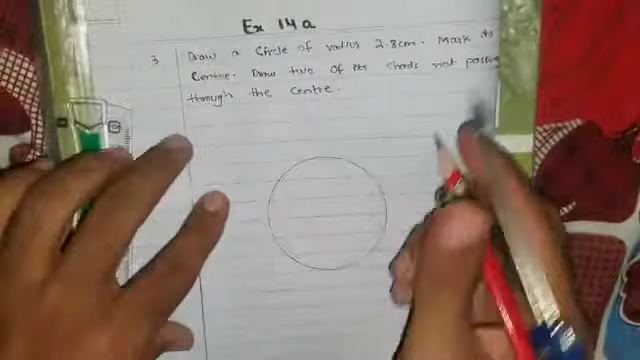 Ex 14a
3 Draw a Circle of radius 2.8cm. Mark its
Centre. Draw two of its Chords not passing
through the Centre.